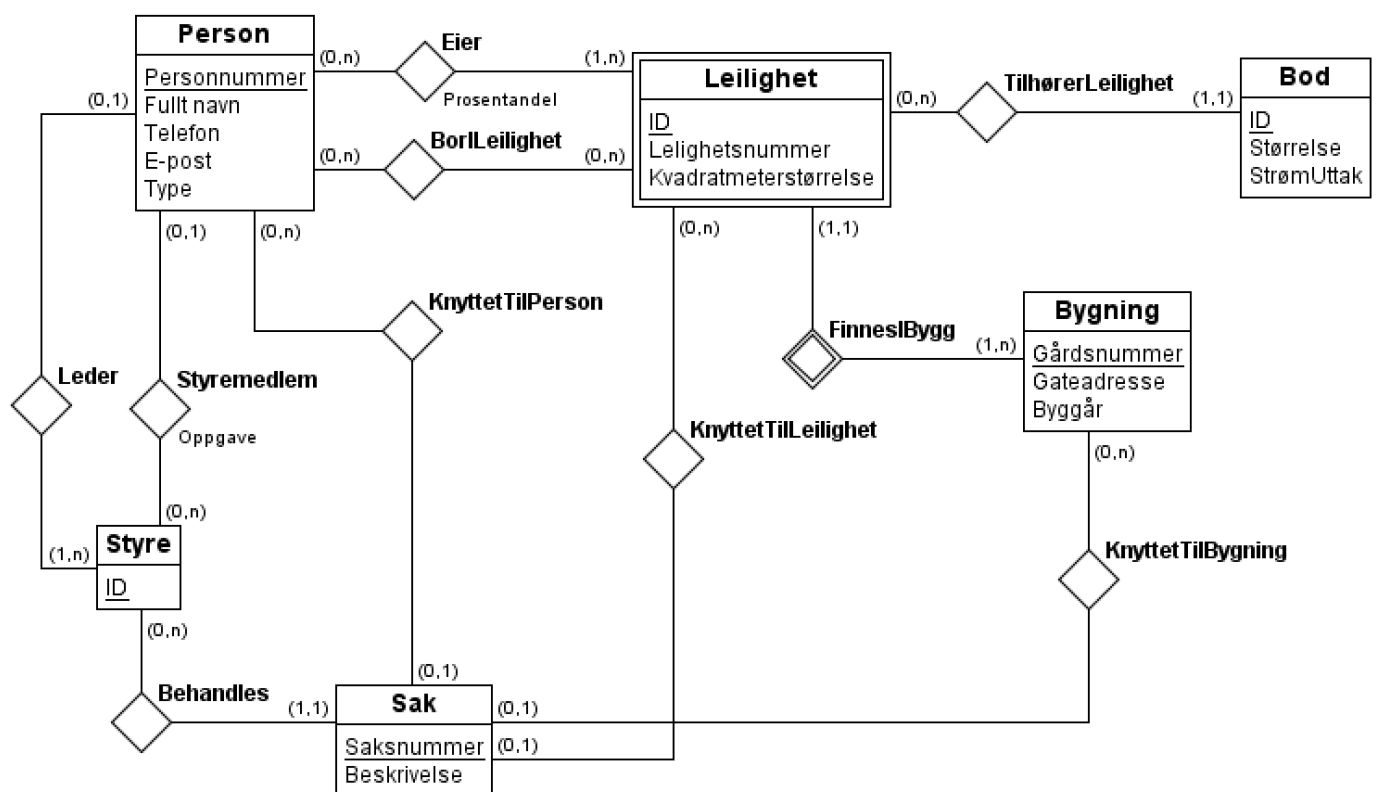 Person
Personnummer
Fullt navn
Telefon
E-post
Type
(0,n)
Eier
Prosentandel
(1,n)
(0,n)
BorILeilighet
(0,n)
Leilighet
ID
Lelighetsnummer
Kvadratmeterstørrelse
(0,n)
TilhørerLeilighet
(1,1)
Bod
ID
Størrelse
StrømUttak
(0,1)
(0,1)
(0,n)
(0,n)
(1,1)
KnyttetTilPerson
FinnesIBygg
(1,n)
Bygning
Gårdsnummer
Gateadresse
Byggår
Leder
Styremedlem
Oppgave
KnyttetTilLeilighet
(0,n)
(0,n)
(1,n)
Styre
ID
KnyttetTilBygning
(0,n)
Behandles
(1,1)
(0,1)
Sak
Saksnummer
Beskrivelse
(0,1)
(0,1)